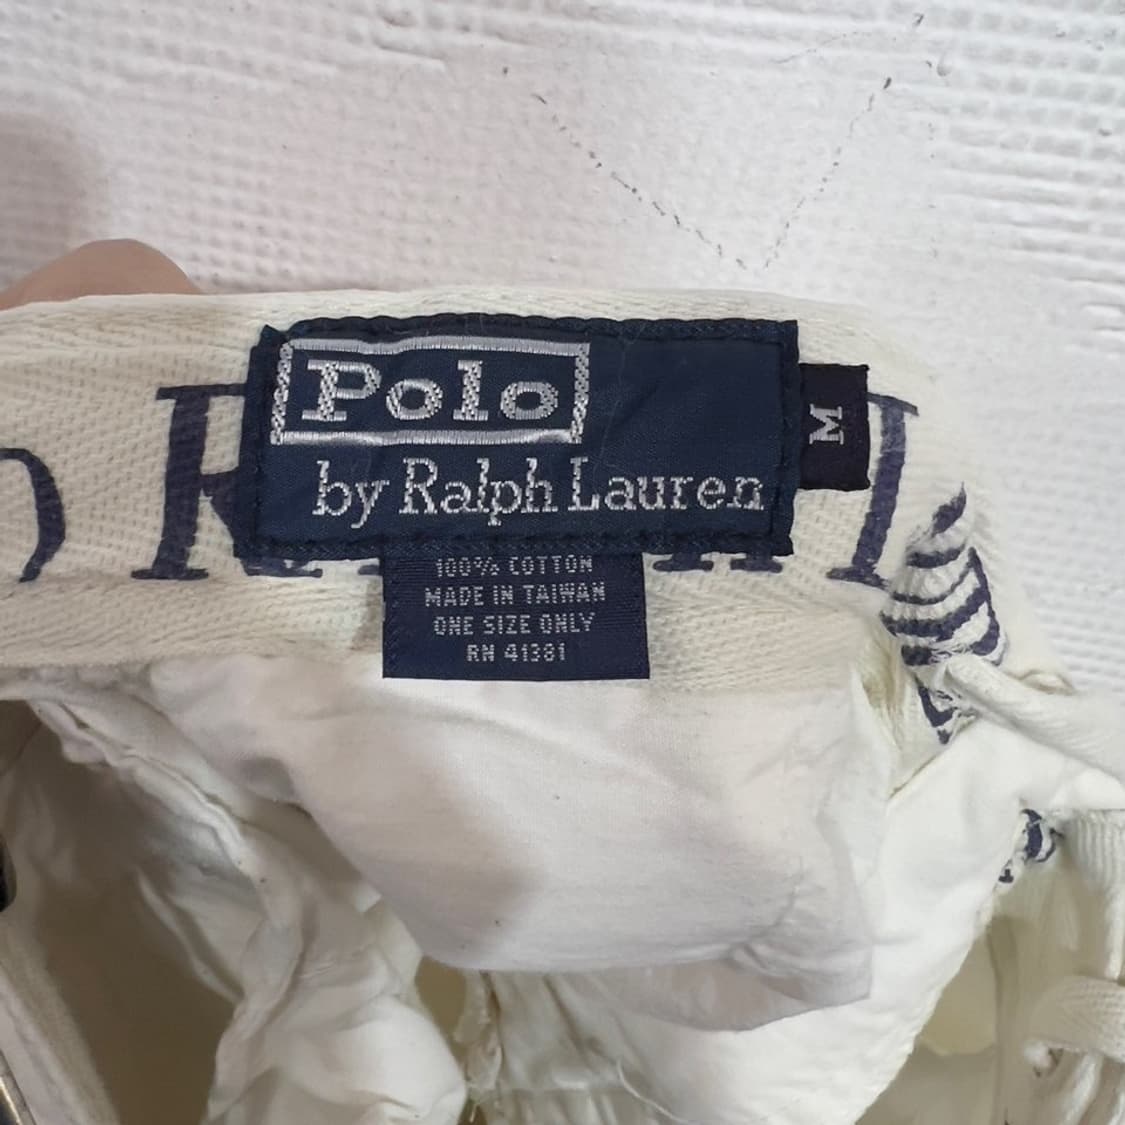 Polo
by Ralph Lauren
M
100% COTTON
MADE IN TAIWAN
ONE SIZE ONLY
RN 41381